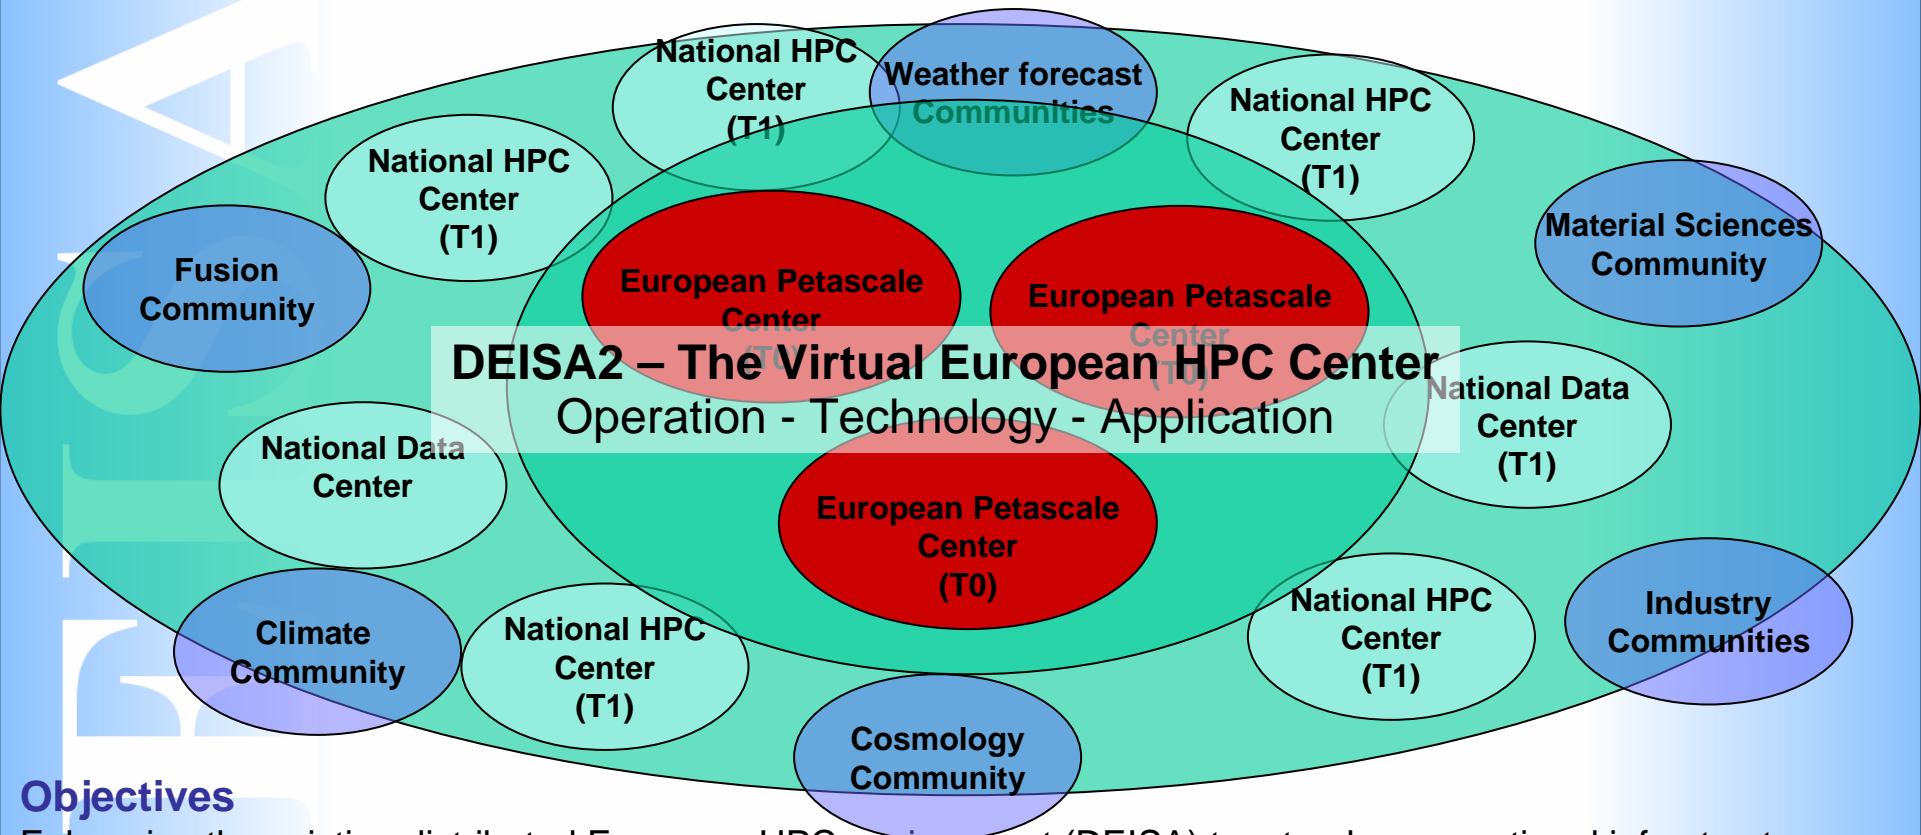 National HPC
Center
(T1)
Weather forecast
Communities
National HPC
Center
(T1)
National HPC
Center
(T1)
Material Sciences
Community
Fusion
Community
European Petascale
Center
(T0)
European Petascale
Center
(T0)
DEISA2 – The Virtual European HPC Center
Operation - Technology - Application
National Data
Center
(T1)
National Data
Center
European Petascale
Center
(T0)
National HPC
Center
(T1)
Industry
Communities
Climate
Community
National HPC
Center
(T1)
Cosmology
Community
Objectives
EISA